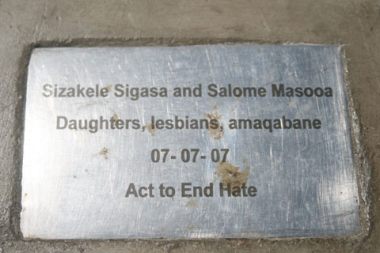 Sizakele Sigasa and Salome Masooa
Daughters, lesbians, amaqabane
07- 07- 07
Act to End Hate